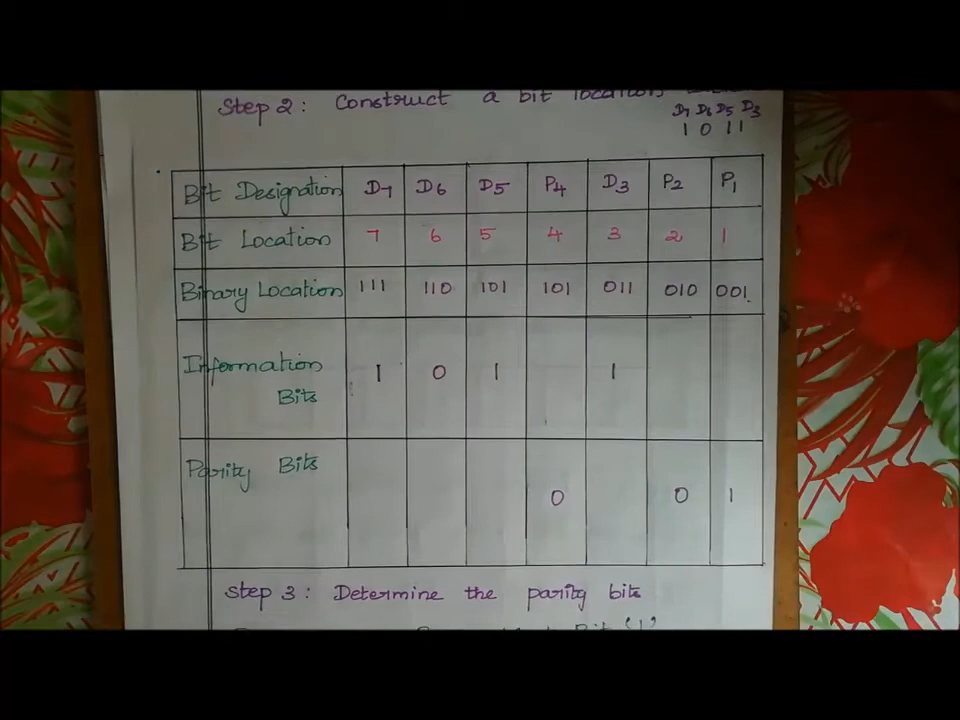 Step 2: Construct a bit location
D7 D6 D5 D3
1 0 1 1
Bit Designation D7 D6 D5 P4 D3 P2 P1
Bit Location 7 6 5 4 3 2 1
Binary Location 111 110 101 101 011 010 001.
Information 1 0 1 1
Bits
Parity Bits
0 0 1
Step 3: Determine the parity bits